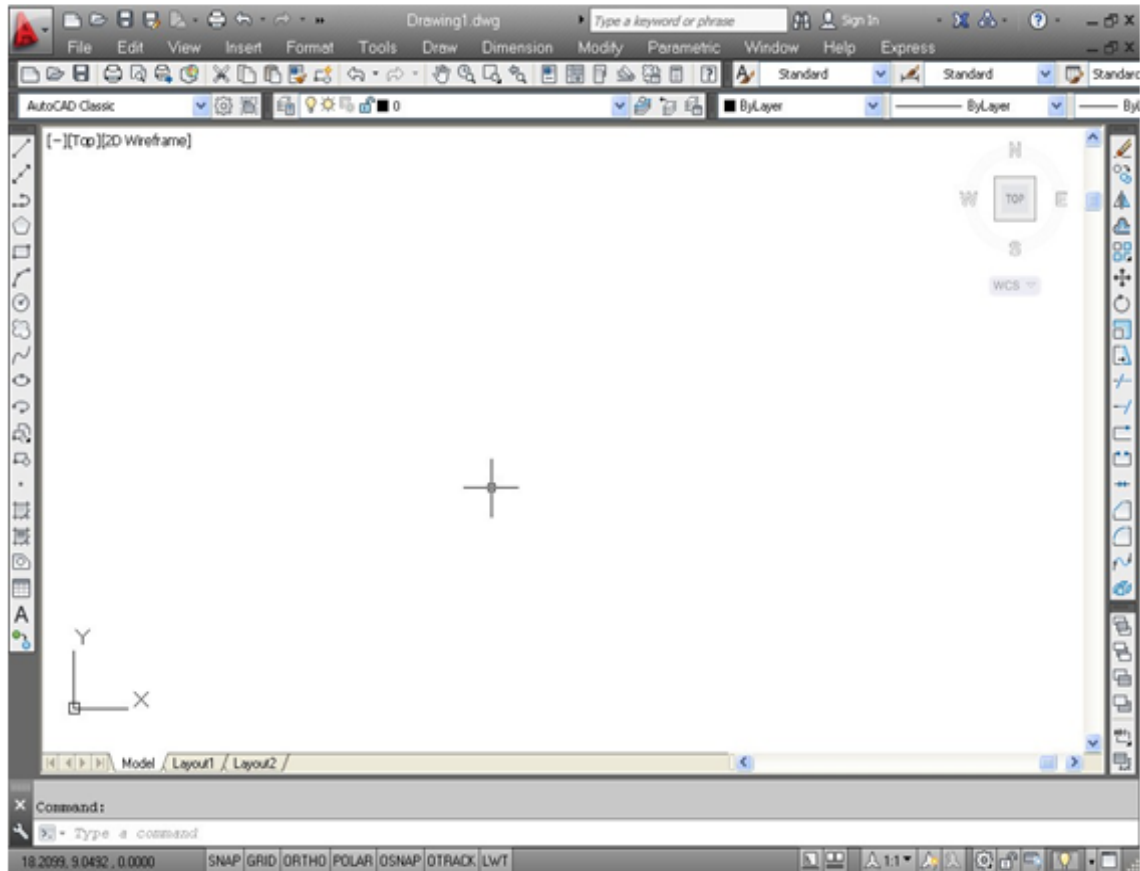 Drawing1.dwg Type a keyword or phrase Sign In
File Edit View Insert Format Tools Draw Dimension Modify Parametric Window Help Express
Standard Standard Standard
AutoCAD Classic 0 ByLayer ByLayer
[-][Top][2D Wireframe]
N
W TOP E
S
WCS
A
Y
X
Model Layout1 Layout2
Command:
Type a command
18.2099, 9.0492, 0.0000 SNAP GRID ORTHO POLAR OSNAP OTRACK LWT 1:1